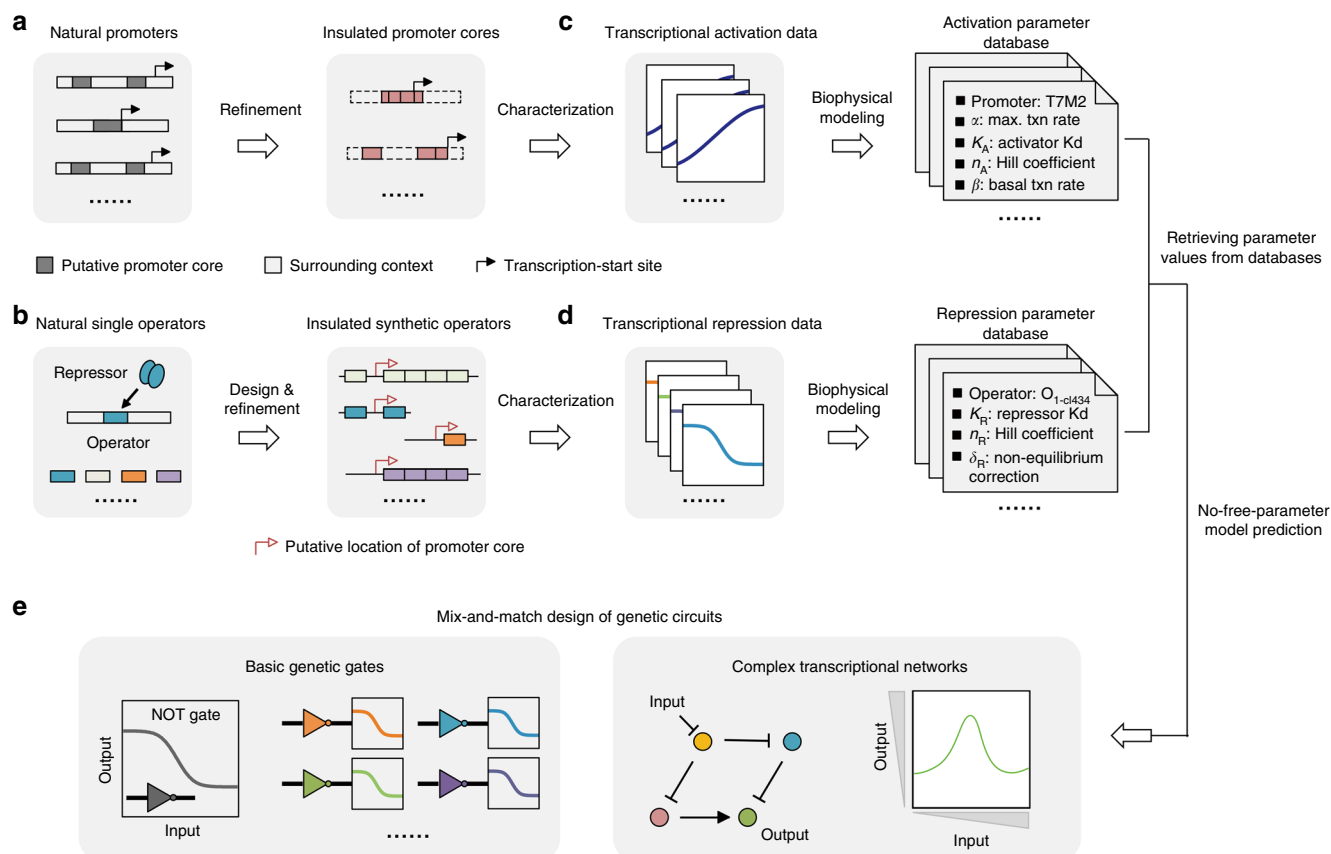 a
Natural promoters
Insulated promoter cores
Refinement
Characterization
......
......
Putative promoter core
Surrounding context
Transcription-start site
c
Transcriptional activation data
......
Biophysical
modeling
Activation parameter
database
Promoter: T7M2
α: max. txn rate
K_A: activator Kd
n_A: Hill coefficient
β: basal txn rate
......
Retrieving parameter
values from databases
b
Natural single operators
Repressor
Operator
......
Design &
refinement
Insulated synthetic operators
......
Characterization
Putative location of promoter core
d
Transcriptional repression data
......
Biophysical
modeling
Repression parameter
database
Operator: O_1-cI434
K_R: repressor Kd
n_R: Hill coefficient
δ_R: non-equilibrium
correction
......
No-free-parameter
model prediction
e
Mix-and-match design of genetic circuits
Basic genetic gates
NOT gate
Output
Input
......
Complex transcriptional networks
Input
Output
Output
Input